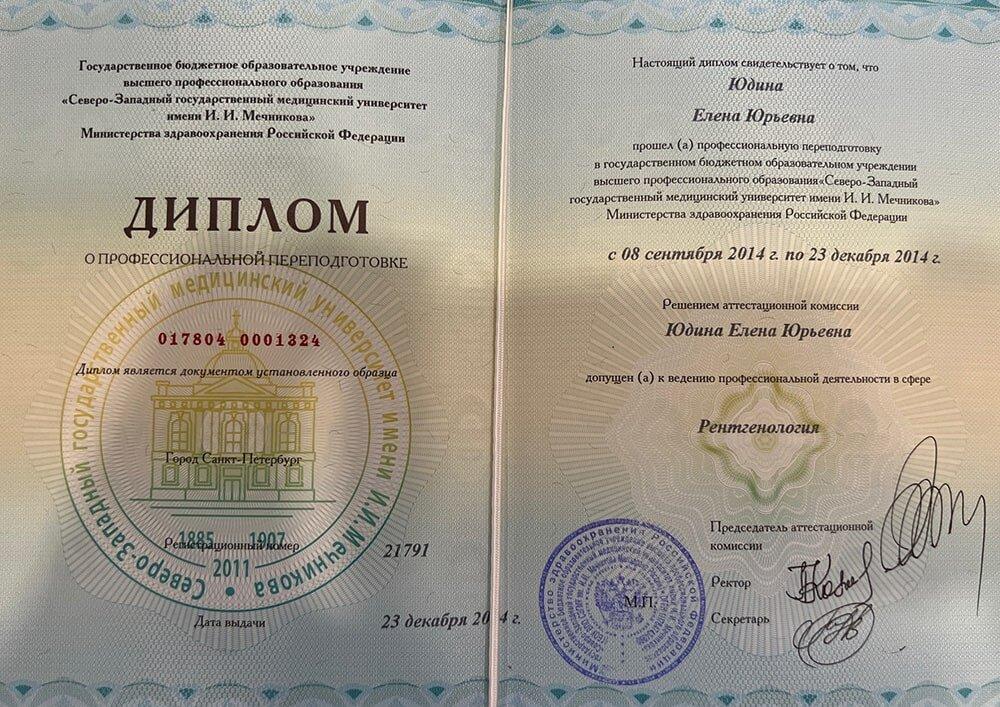 Государственное бюджетное образовательное учреждение
высшего профессионального образования
«Северо-Западный государственный медицинский университет
имени И. И. Мечникова»
Министерства здравоохранения Российской Федерации
ДИПЛОМ
О ПРОФЕССИОНАЛЬНОЙ ПЕРЕПОДГОТОВКЕ
Северо-Западный государственный медицинский университет имени И.И.Мечникова
017804 0001324
Диплом является документом установленного образца
Город Санкт-Петербург
1885 1907
Регистрационный номер 21791
2011
Дата выдачи 23 декабря 2014 г.
Настоящий диплом свидетельствует о том, что
Юдина
Елена Юрьевна
прошел (а) профессиональную переподготовку
в государственном бюджетном образовательном учреждении
высшего профессионального образования«Северо-Западный
государственный медицинский университет имени И. И. Мечникова»
Министерства здравоохранения Российской Федерации
с 08 сентября 2014 г. по 23 декабря 2014 г.
Решением аттестационной комиссии
Юдина Елена Юрьевна
допущен (а) к ведению профессиональной деятельности в сфере
Рентгенология
Председатель аттестационной
комиссии
Ректор
Секретарь
М.П.
Министерство здравоохранения Российской Федерации